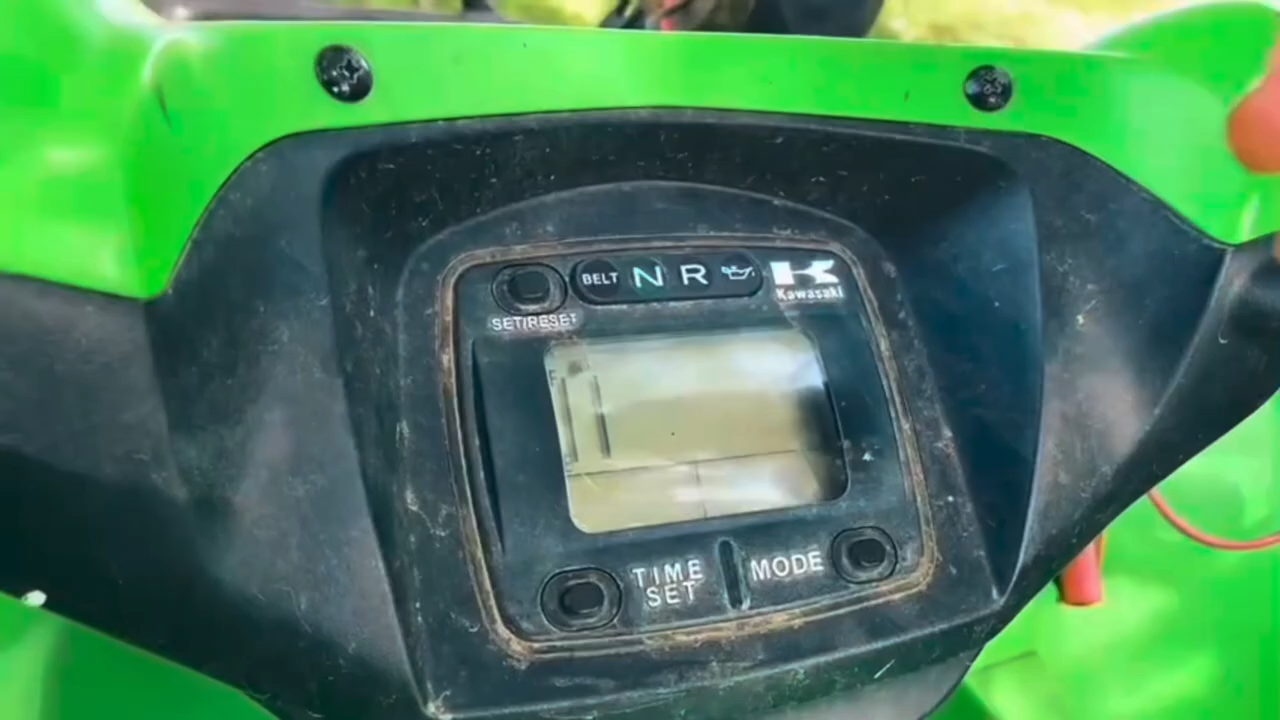 BELT N R
Kawasaki
SET/RESET
F
TIME
SET
MODE